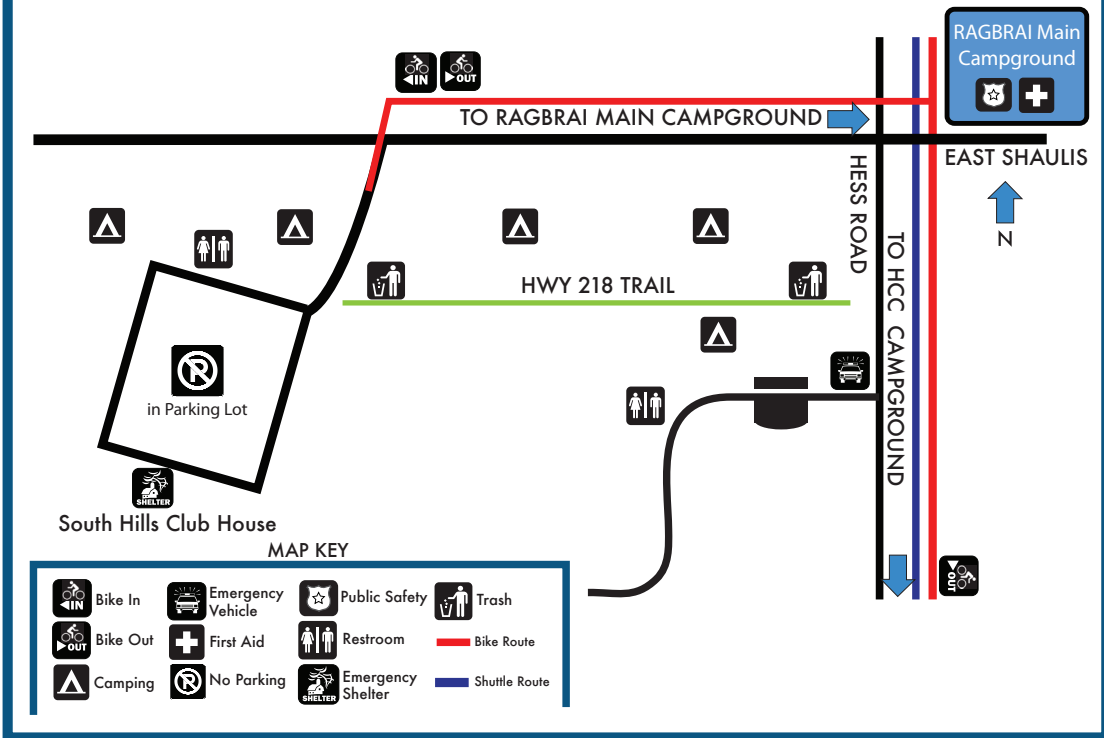 RAGBRAI Main
Campground
◄IN
►OUT
TO RAGBRAI MAIN CAMPGROUND
EAST SHAULIS
HESS ROAD
N
TO HCC CAMPGROUND
HWY 218 TRAIL
P
in Parking Lot
SHELTER
South Hills Club House
►OUT
MAP KEY
◄IN
Bike In
Emergency
Vehicle
Public Safety
Trash
►OUT
Bike Out
First Aid
Restroom
Bike Route
Camping
P
No Parking
SHELTER
Emergency
Shelter
Shuttle Route